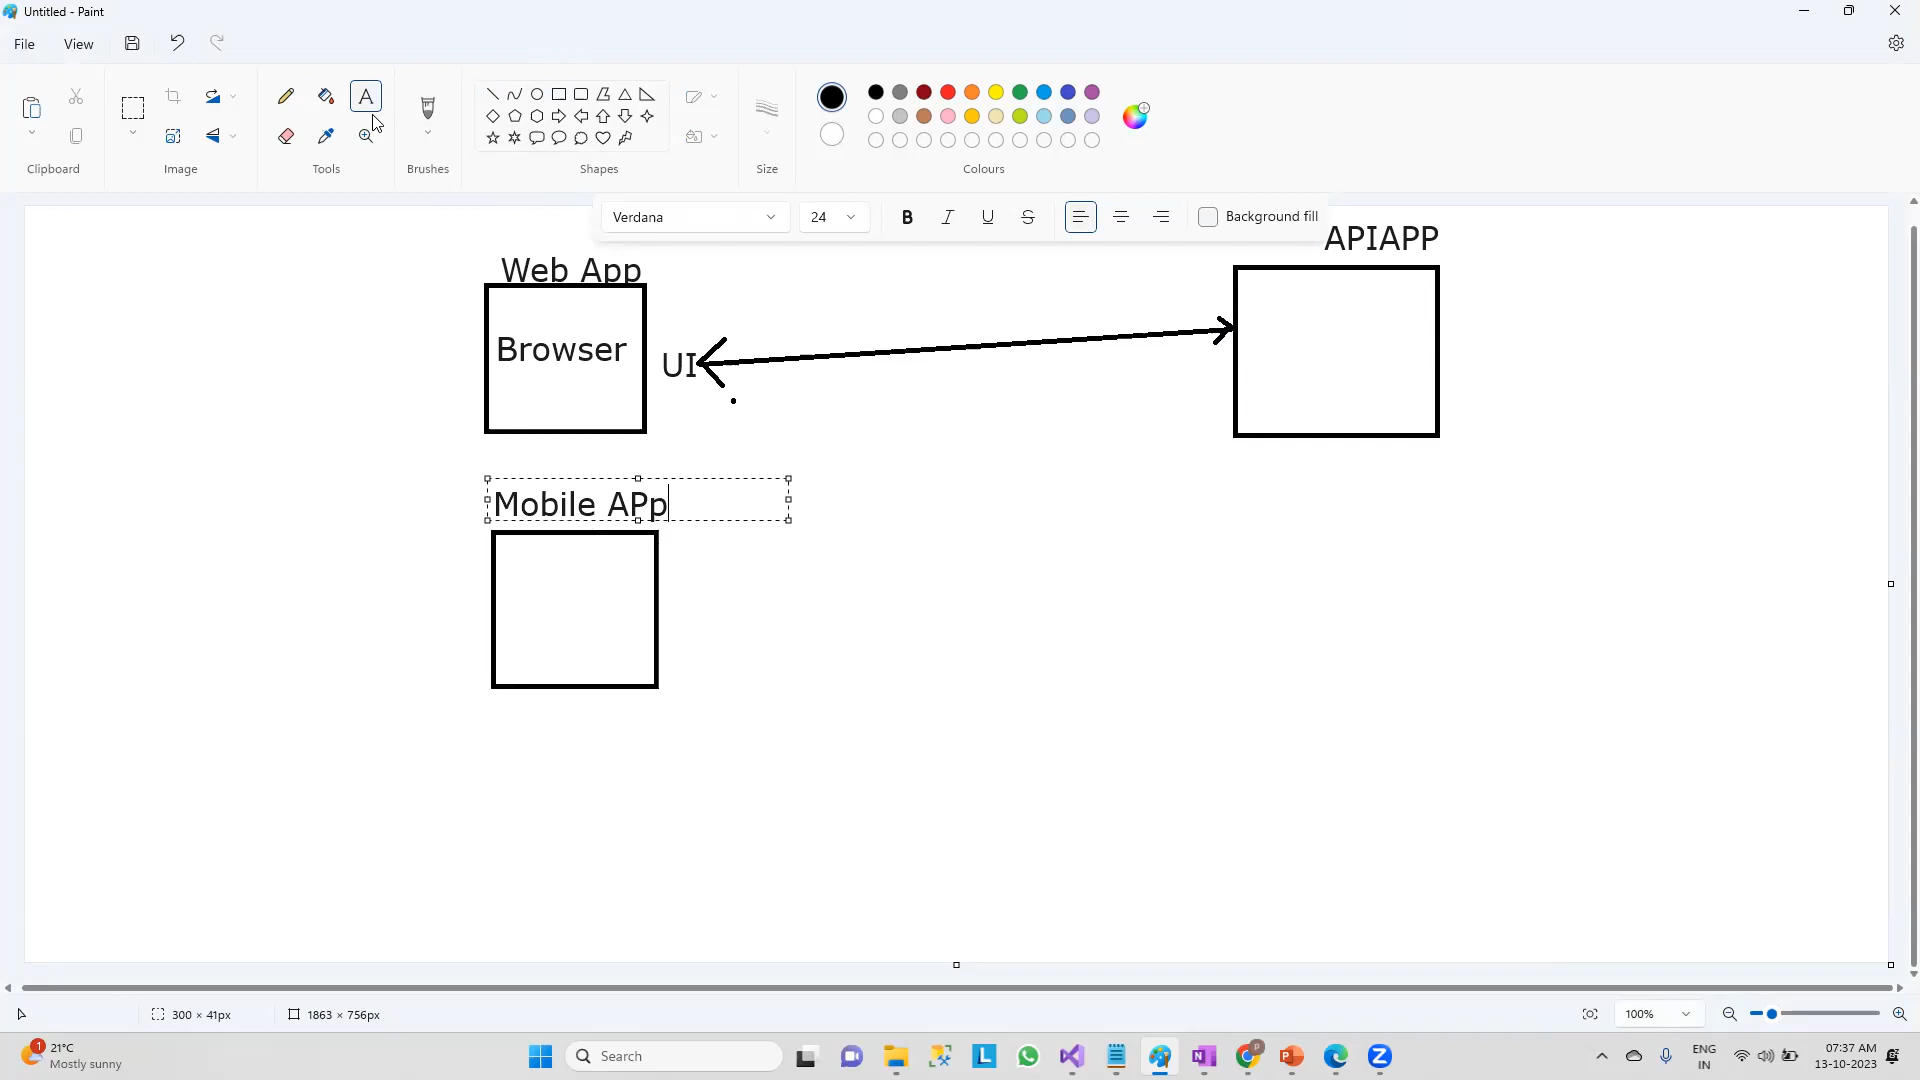 Untitled - Paint
File
View
Clipboard
Image
Tools
Brushes
Shapes
Size
Colours
Verdana
24
B
I
U
S
Background fill
APIAPP
Web App
Browser
UI
Mobile APp
300 × 41px
1863 × 756px
100%
1
21°C
Mostly sunny
Search
ENG
IN
07:37 AM
13-10-2023